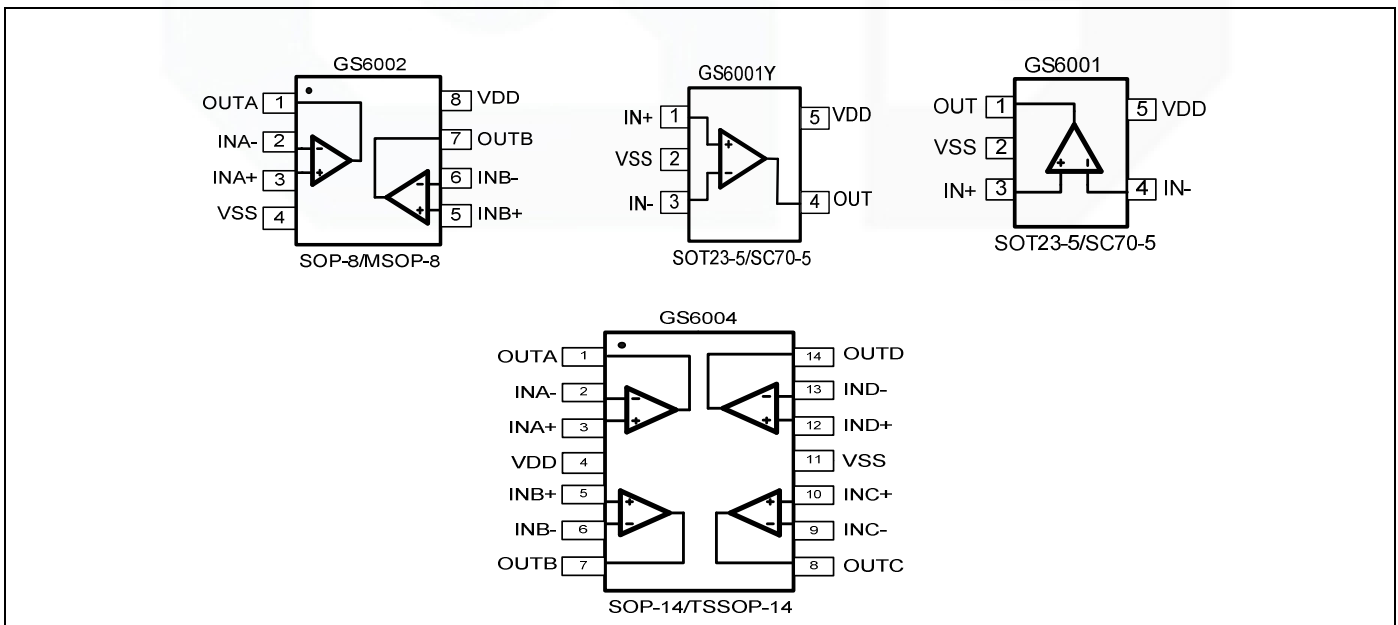 GS6002
OUTA 1
INA- 2
INA+ 3
VSS 4
8 VDD
7 OUTB
6 INB-
5 INB+
- +
- +
SOP-8/MSOP-8
GS6001Y
IN+ 1
VSS 2
IN- 3
5 VDD
4 OUT
+ -
SOT23-5/SC70-5
GS6001
OUT 1
VSS 2
IN+ 3
5 VDD
4 IN-
+ -
SOT23-5/SC70-5
GS6004
OUTA 1
INA- 2
INA+ 3
VDD 4
INB+ 5
INB- 6
OUTB 7
14 OUTD
13 IND-
12 IND+
11 VSS
10 INC+
9 INC-
8 OUTC
- +
- +
+ -
+ -
SOP-14/TSSOP-14